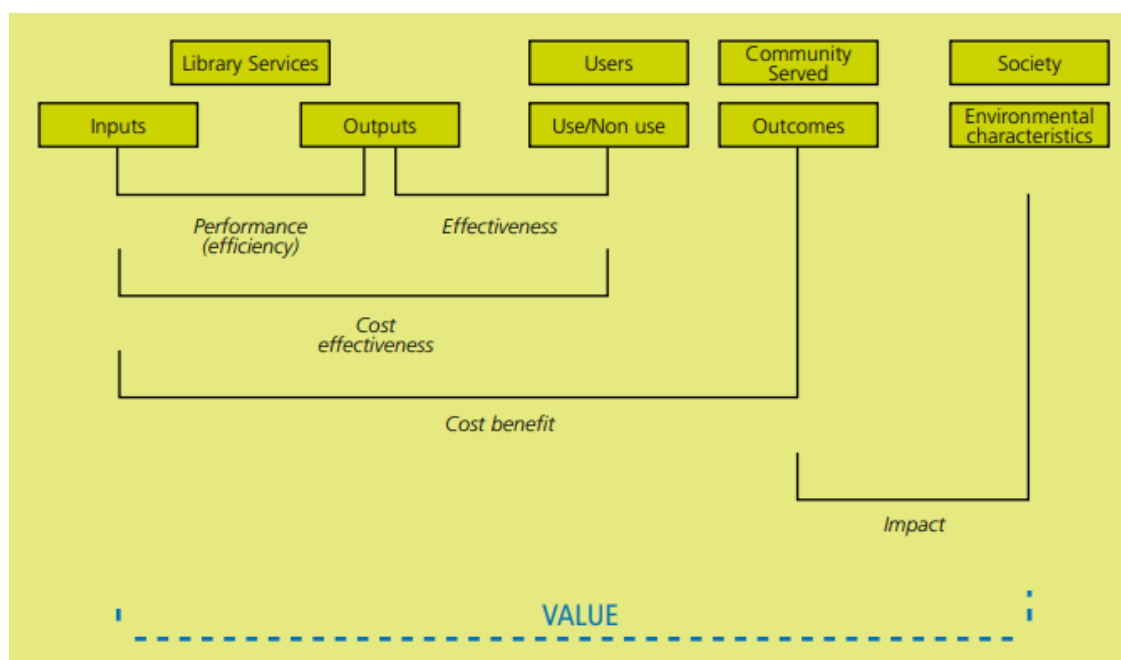 Library Services
Users
Community
Served
Society
Inputs
Outputs
Use/Non use
Outcomes
Environmental
characteristics
Performance
(efficiency)
Effectiveness
Cost
effectiveness
Cost benefit
Impact
VALUE